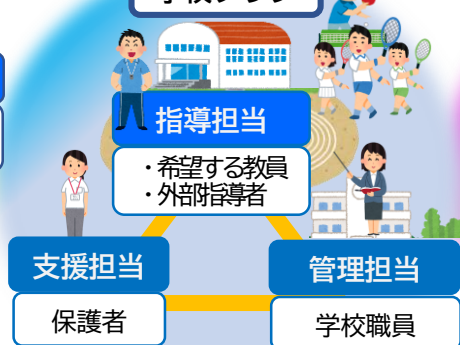 指導担当
・希望する教員
・外部指導者
支援担当
保護者
管理担当
学校職員